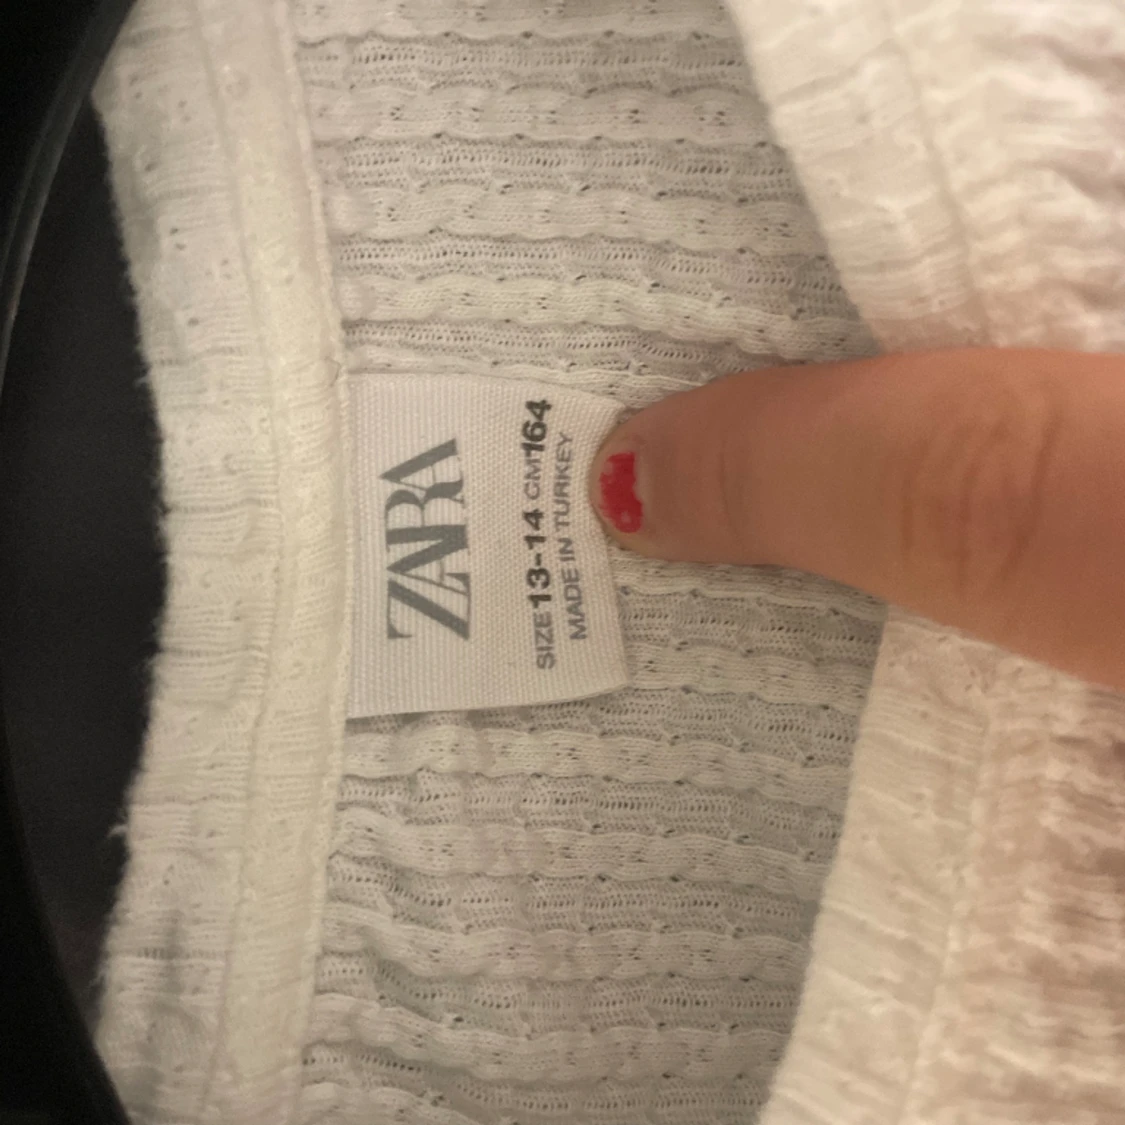 ZARA
SIZE 13-14 CM 164
MADE IN TURKEY